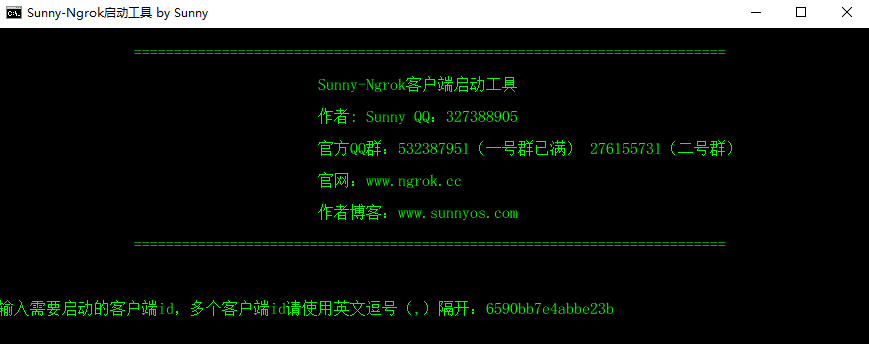 Sunny-Ngrok启动工具 by Sunny
==========================================================================
Sunny-Ngrok客户端启动工具
作者: Sunny QQ：327388905
官方QQ群：532387951（一号群已满） 276155731（二号群）
官网：www.ngrok.cc
作者博客：www.sunnyos.com
==========================================================================
输入需要启动的客户端id，多个客户端id请使用英文逗号（,）隔开：6590bb7e4abbe23b